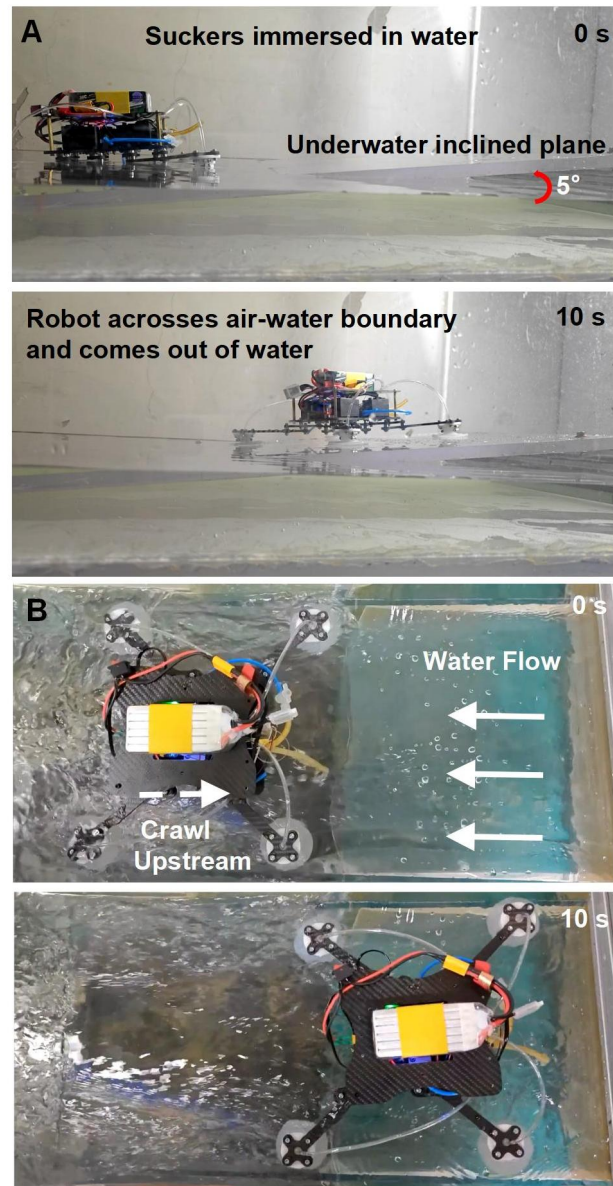 A
Suckers immersed in water
0 s
Underwater inclined plane
5°
Robot acrosses air-water boundary
and comes out of water
10 s
B
0 s
Water Flow
Crawl
Upstream
10 s